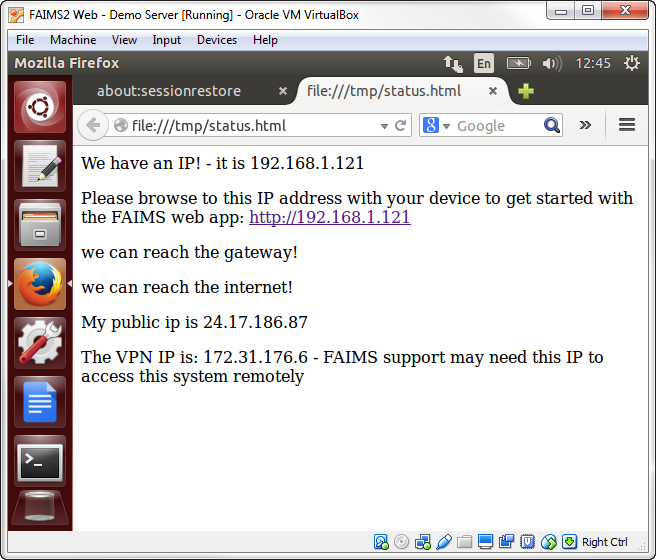 FAIMS2 Web - Demo Server [Running] - Oracle VM VirtualBox
File Machine View Input Devices Help
Mozilla Firefox En 12:45
about:sessionrestore file:///tmp/status.html
file:///tmp/status.html Google
We have an IP! - it is 192.168.1.121
Please browse to this IP address with your device to get started with
the FAIMS web app: http://192.168.1.121
we can reach the gateway!
we can reach the internet!
My public ip is 24.17.186.87
The VPN IP is: 172.31.176.6 - FAIMS support may need this IP to
access this system remotely
Right Ctrl